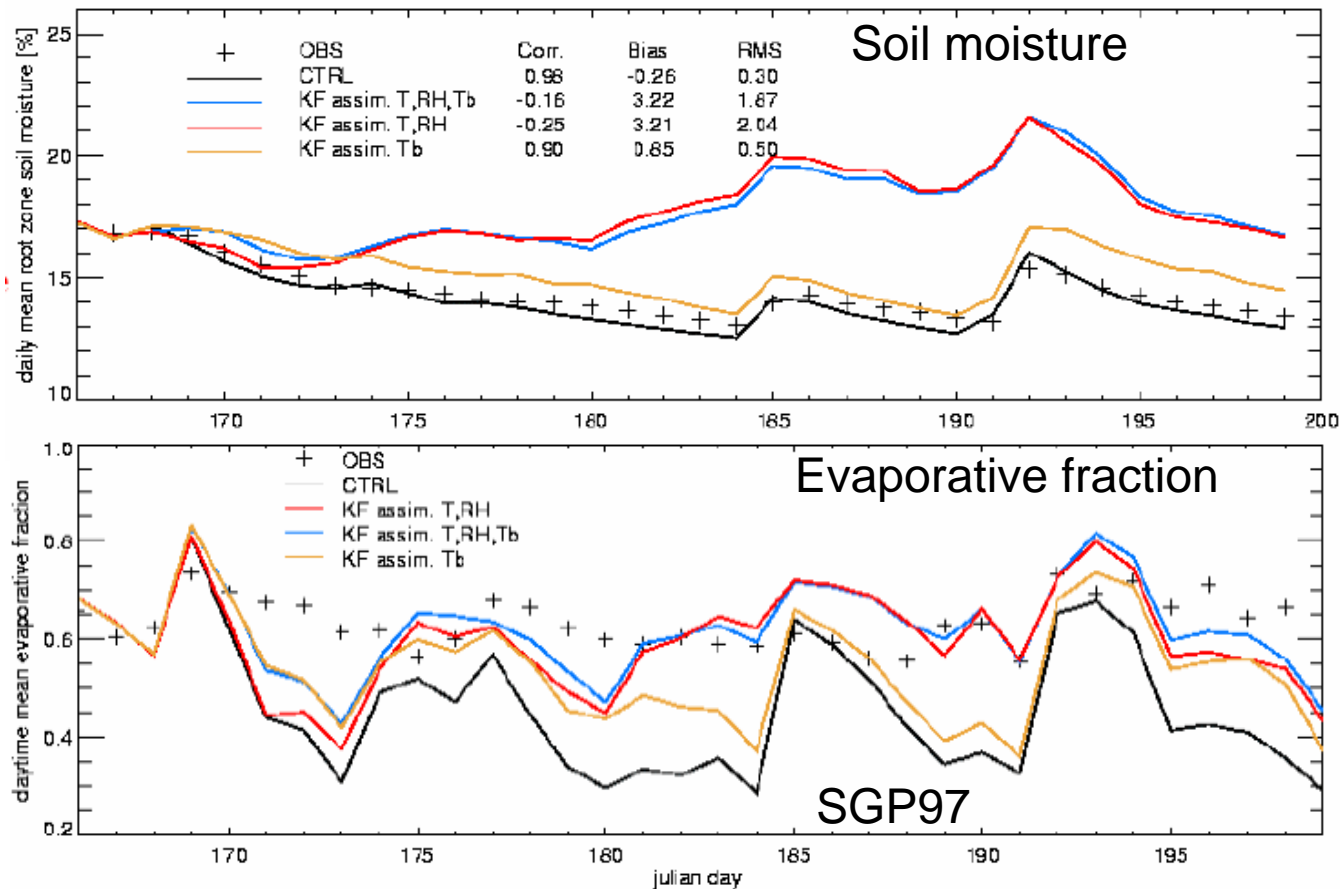 Soil moisture
daily mean root zone soil moisture [%]
25
20
15
10
OBS Corr. Bias RMS
CTRL 0.98 -0.26 0.30
KF assim. T,RH,Tb -0.16 3.22 1.87
KF assim. T,RH -0.25 3.21 2.04
KF assim. Tb 0.90 0.85 0.50
170 175 180 185 190 195 200
Evaporative fraction
daytime mean evaporative fraction
1.0
0.8
0.6
0.4
0.2
OBS
CTRL
KF assim. T,RH
KF assim. T,RH,Tb
KF assim. Tb
SGP97
170 175 180 185 190 195
julian day